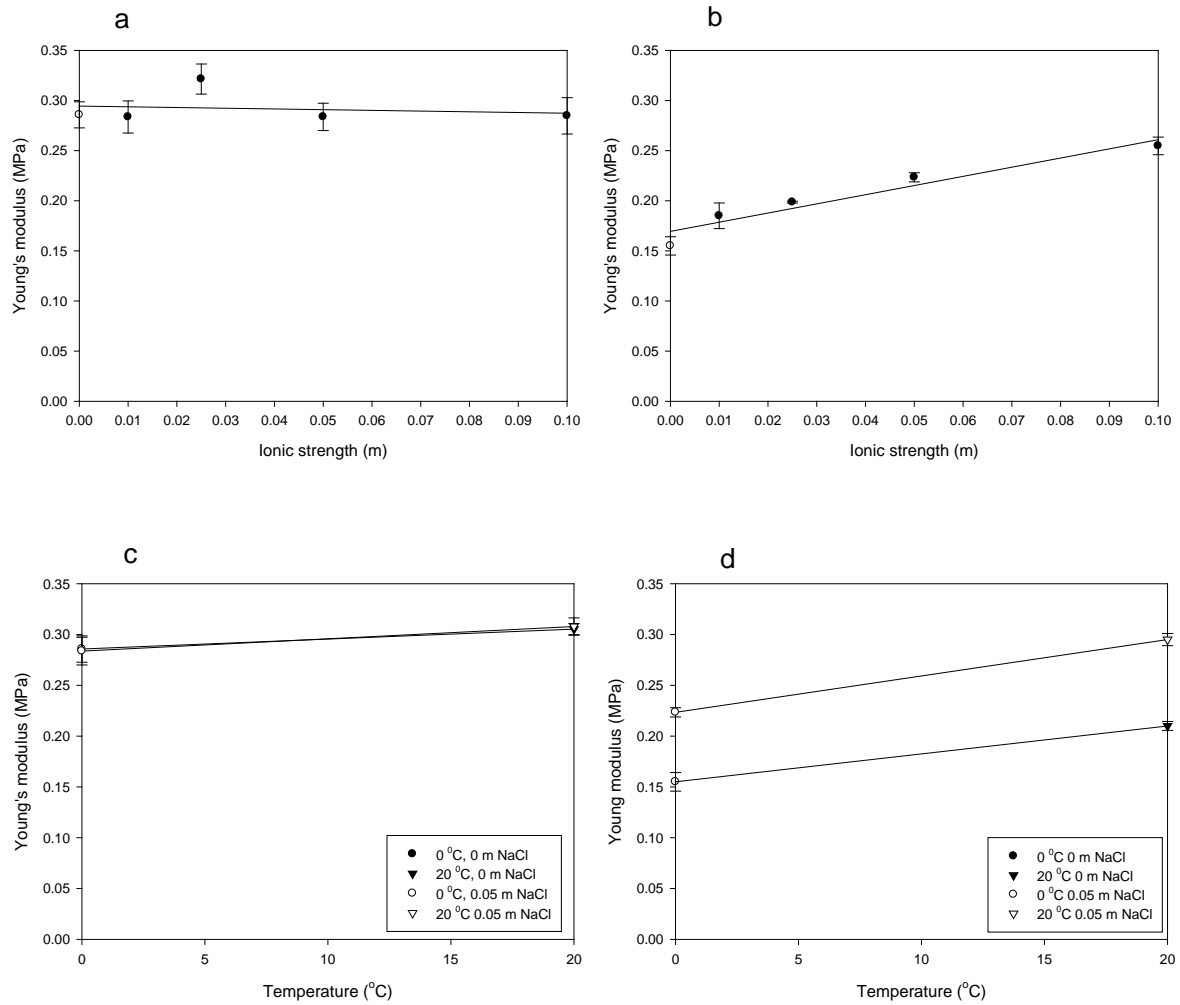 a
b
0.35
0.30
0.25
0.20
0.15
0.10
0.05
0.00
Young's modulus (MPa)
0.00 0.01 0.02 0.03 0.04 0.05 0.06 0.07 0.08 0.09 0.10
Ionic strength (m)
0.35
0.30
0.25
0.20
0.15
0.10
0.05
0.00
Young's modulus (MPa)
0.00 0.01 0.02 0.03 0.04 0.05 0.06 0.07 0.08 0.09 0.10
Ionic strength (m)
c
d
0.35
0.30
0.25
0.20
0.15
0.10
0.05
0.00
Young's modulus (MPa)
0 °C, 0 m NaCl
20 °C, 0 m NaCl
0 °C, 0.05 m NaCl
20 °C 0.05 m NaCl
0 5 10 15 20
Temperature (°C)
0.35
0.30
0.25
0.20
0.15
0.10
0.05
0.00
Young modulus (MPa)
0 °C 0 m NaCl
20 °C 0 m NaCl
0 °C 0.05 m NaCl
20 °C 0.05 m NaCl
0 5 10 15 20
Temperature (°C)